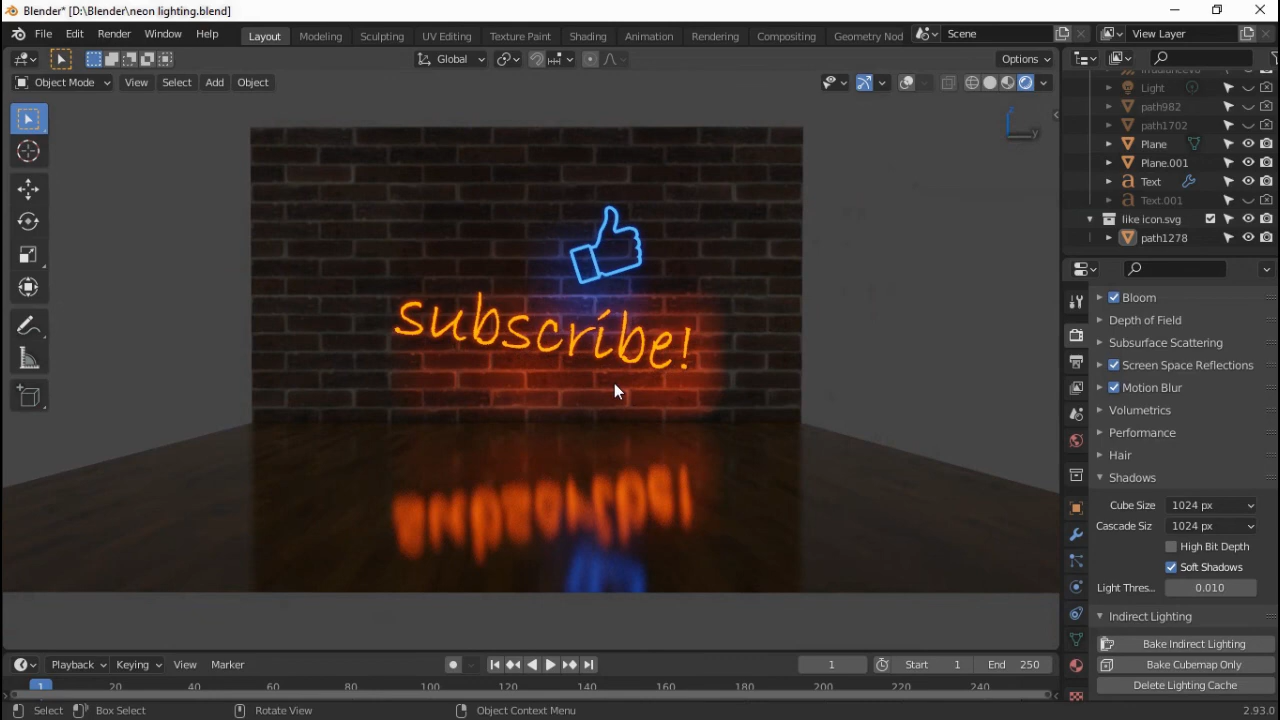 Blender* [D:\Blender\neon lighting.blend]
File Edit Render Window Help Layout Modeling Sculpting UV Editing Texture Paint Shading Animation Rendering Compositing Geometry Nod Scene View Layer
Global Options
Object Mode View Select Add Object
Light
path982
path1702
Plane
Plane.001
Text
Text.001
like icon.svg
path1278
y
subscribe!
Bloom
Depth of Field
Subsurface Scattering
Screen Space Reflections
Motion Blur
Volumetrics
Performance
Hair
Shadows
Cube Size 1024 px
Cascade Siz 1024 px
High Bit Depth
Soft Shadows
Light Thres... 0.010
Indirect Lighting
Bake Indirect Lighting
Bake Cubemap Only
Delete Lighting Cache
Playback Keying View Marker 1 Start 1 End 250
1 20 40 60 80 100 120 140 160 180 200 220 240
Select Box Select Rotate View Object Context Menu 2.93.0